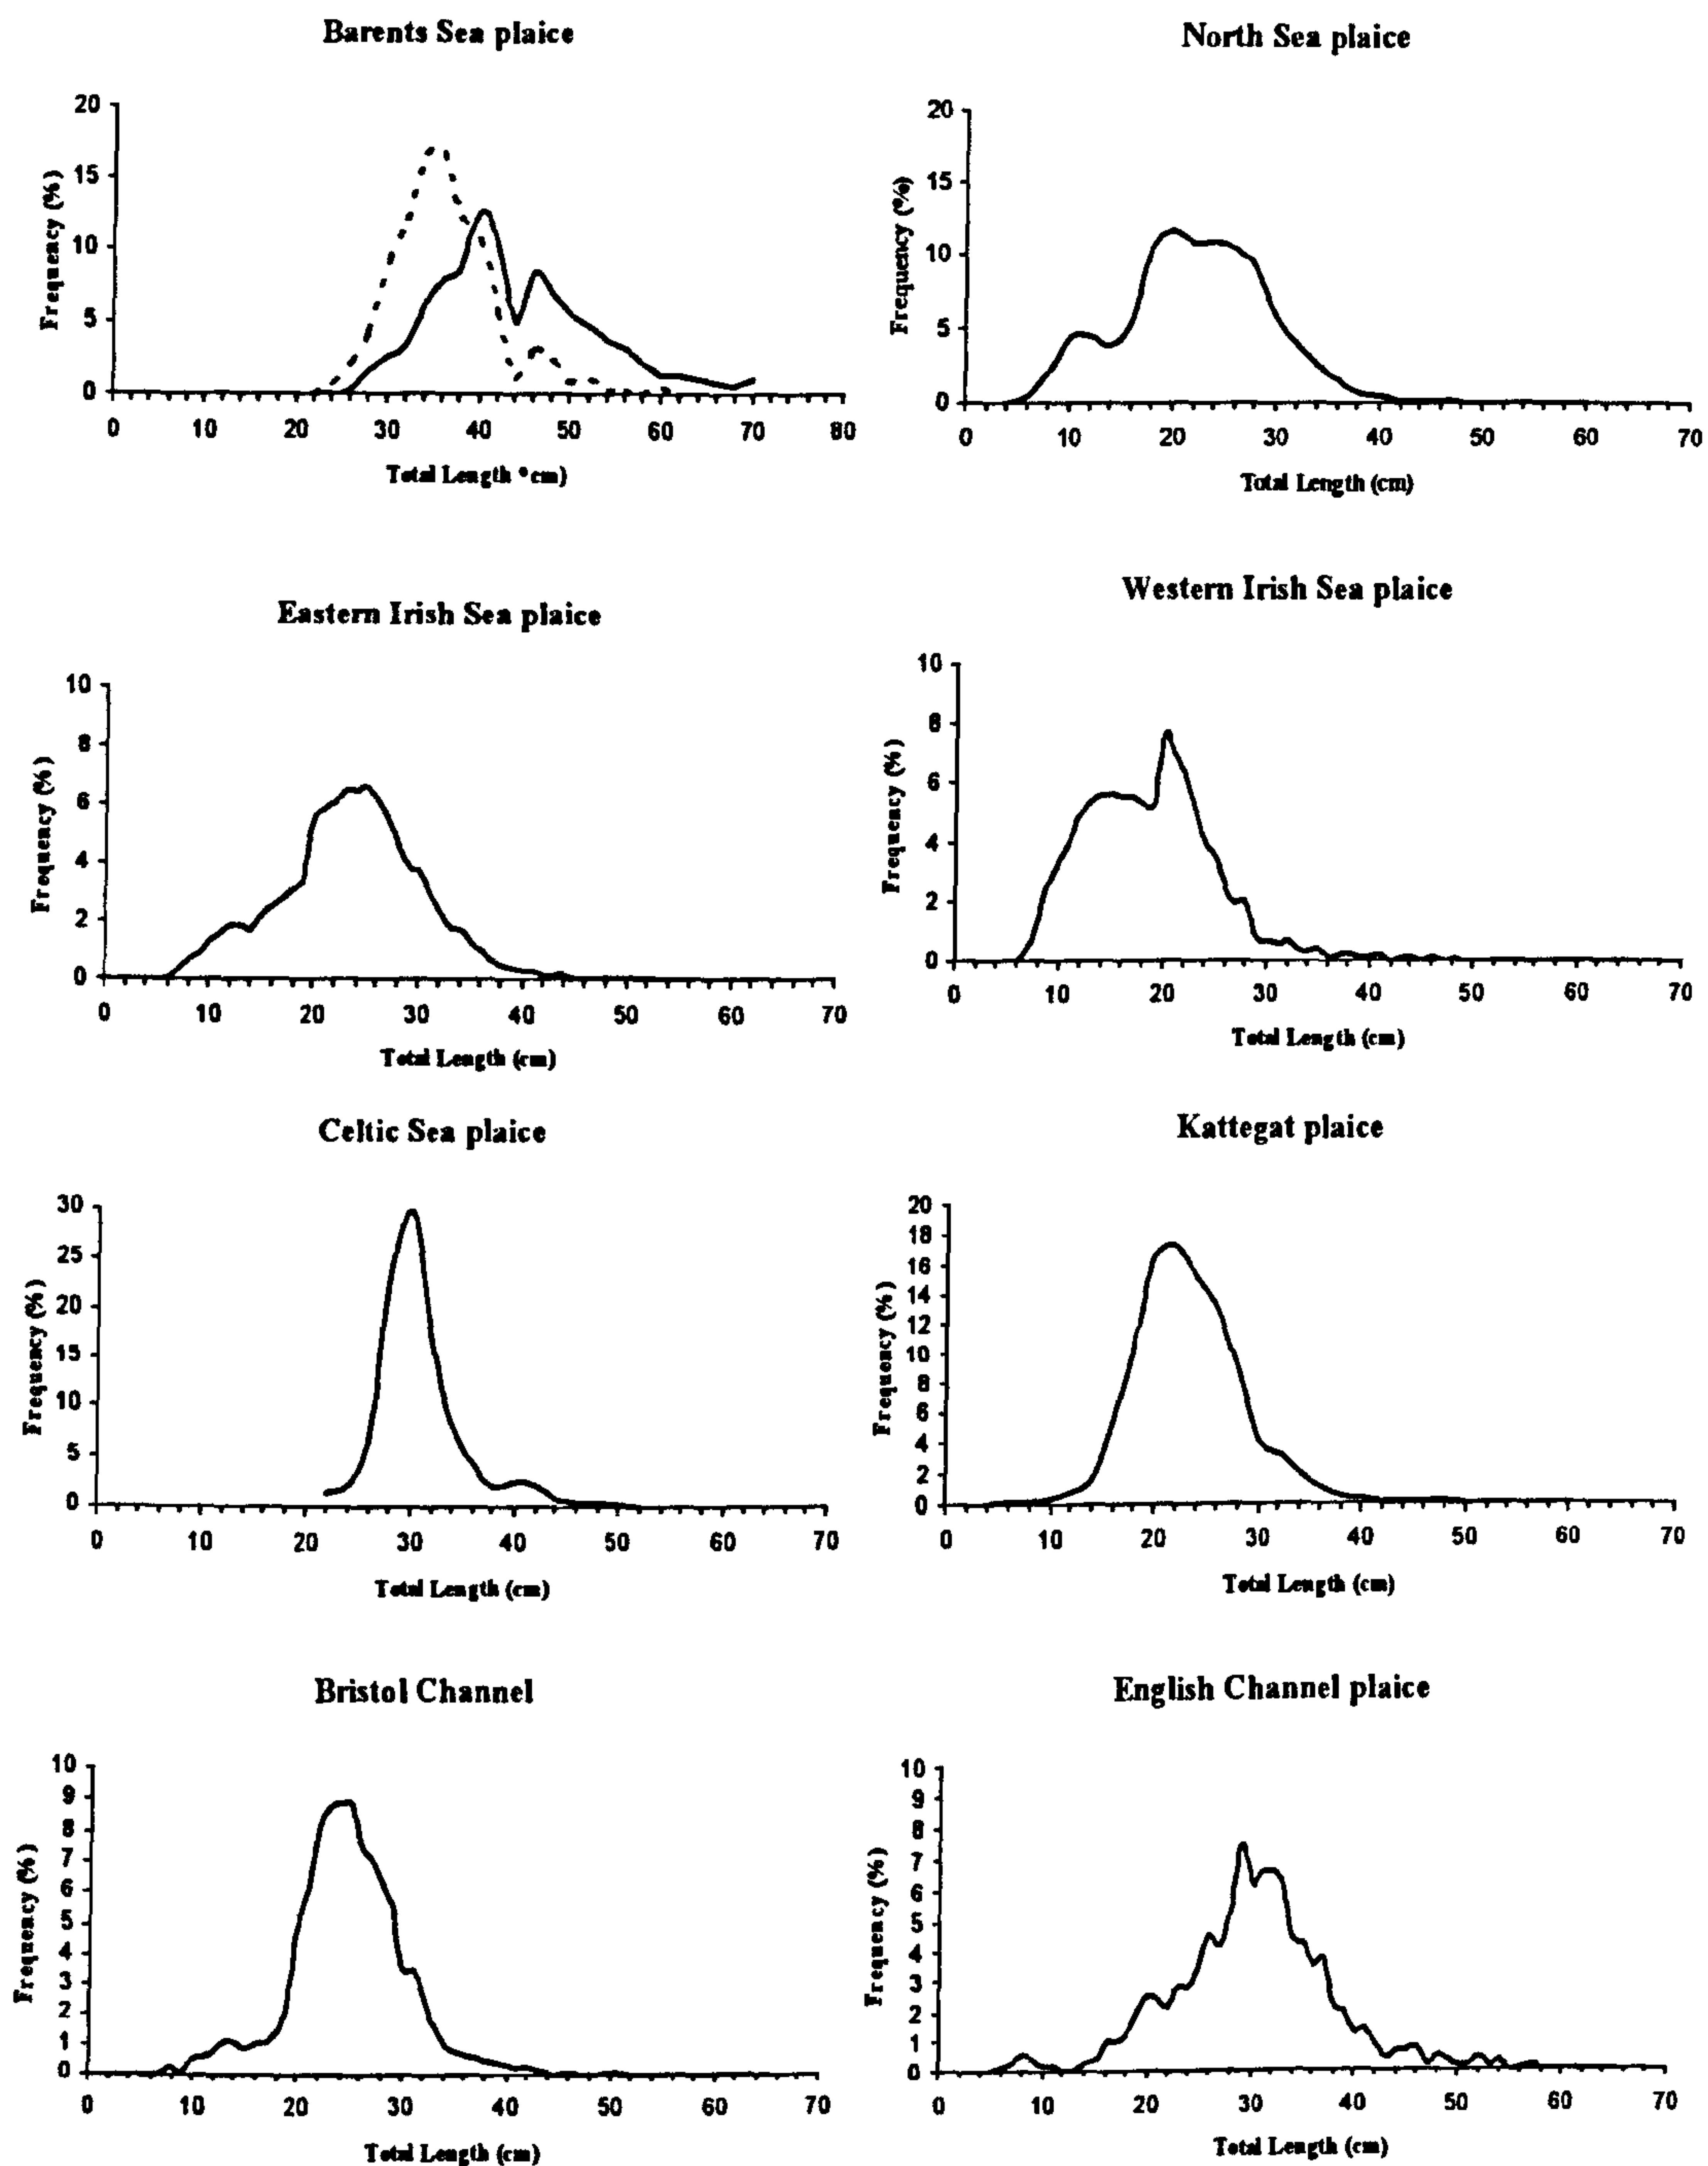 Barents Sea plaice
20
15
10
5
0
Frequency (%)
0 10 20 30 40 50 60 70 80
Total Length *cm)
North Sea plaice
20
15
10
5
0
Frequency (%)
0 10 20 30 40 50 60 70
Total Length (cm)
Eastern Irish Sea plaice
10
8
6
4
2
0
Frequency (%)
0 10 20 30 40 50 60 70
Total Length (cm)
Western Irish Sea plaice
10
8
6
4
2
0
Frequency (%)
0 10 20 30 40 50 60 70
Total Length (cm)
Celtic Sea plaice
30
25
20
15
10
5
0
Frequency (%)
0 10 20 30 40 50 60 70
Total Length (cm)
Kattegat plaice
20
18
16
14
12
10
8
6
4
2
0
Frequency (%)
0 10 20 30 40 50 60 70
Total Length (cm)
Bristol Channel
10
9
8
7
6
5
4
3
2
1
0
Frequency (%)
0 10 20 30 40 50 60 70
Total Length (cm)
English Channel plaice
10
9
8
7
6
5
4
3
2
1
0
Frequency (%)
0 10 20 30 40 50 60 70
Total Length (cm)